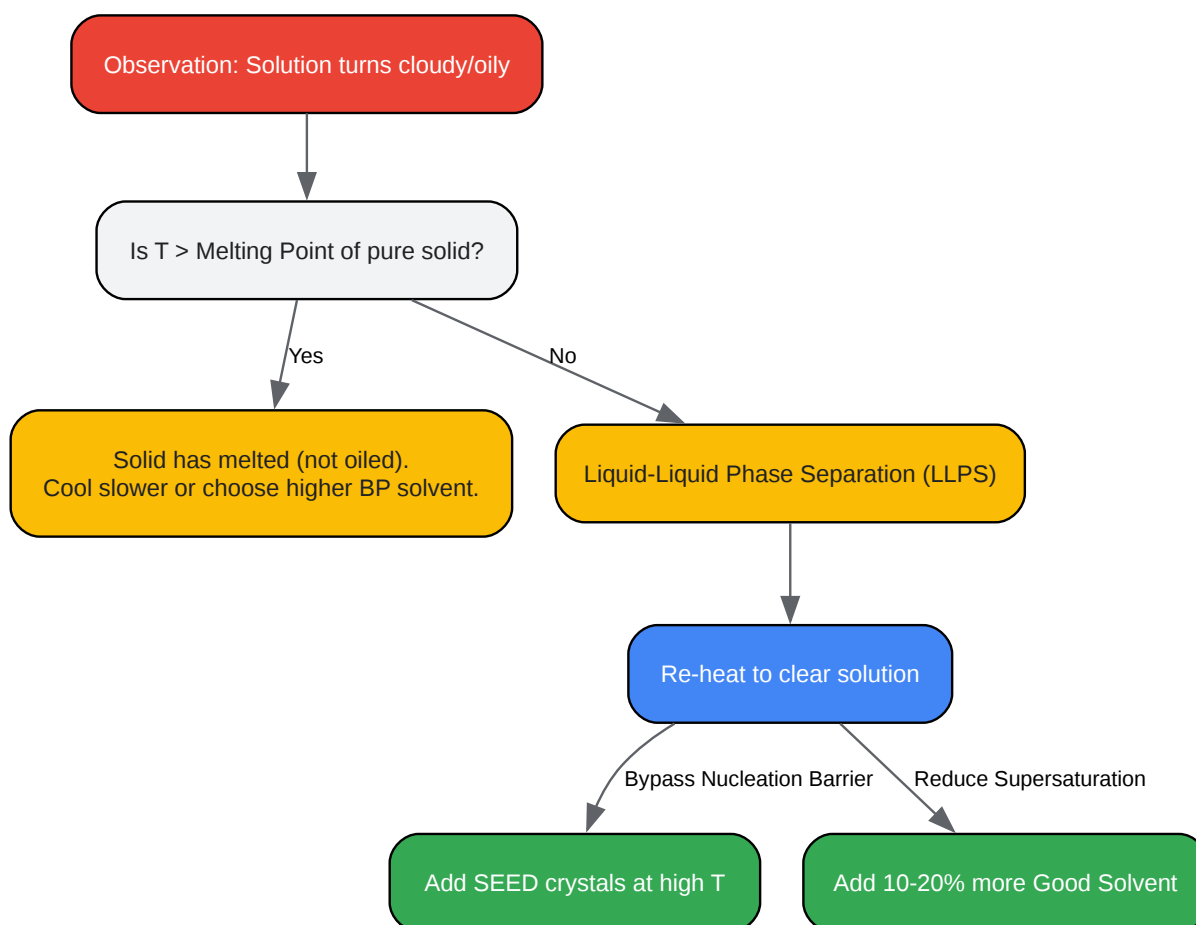 Observation: Solution turns cloudy/oily
Is T > Melting Point of pure solid?
Yes
No
Solid has melted (not oiled).
Cool slower or choose higher BP solvent.
Liquid-Liquid Phase Separation (LLPS)
Re-heat to clear solution
Bypass Nucleation Barrier
Reduce Supersaturation
Add SEED crystals at high T
Add 10-20% more Good Solvent